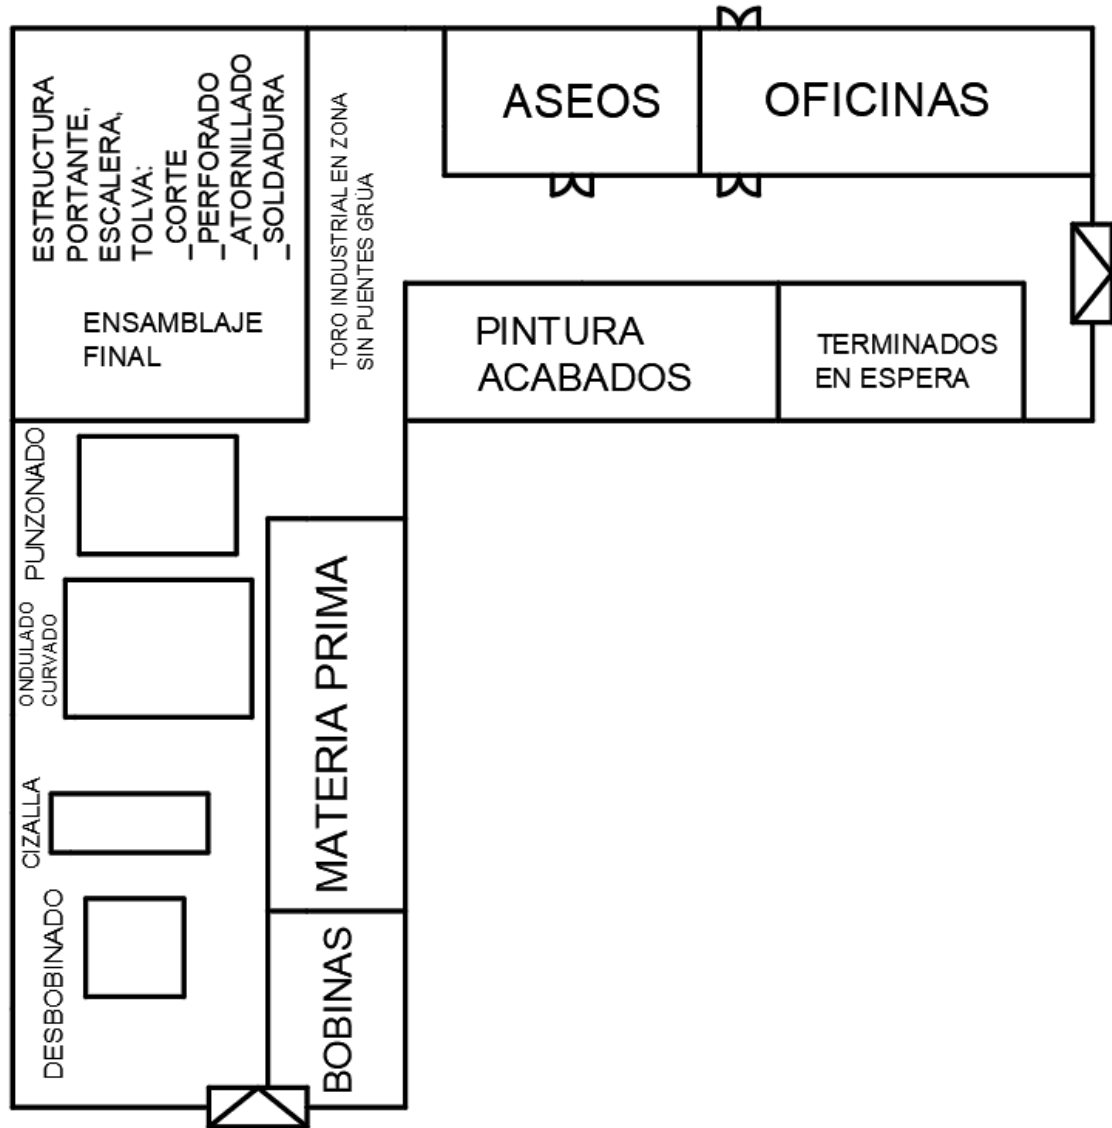 ESTRUCTURA
PORTANTE,
ESCALERA,
TOLVA:
_CORTE
_PERFORADO
_ATORNILLADO
_SOLDADURA
ENSAMBLAJE
FINAL
TORO INDUSTRIAL EN ZONA
SIN PUENTES GRÚA
ASEOS
OFICINAS
PINTURA
ACABADOS
TERMINADOS
EN ESPERA
PUNZONADO
ONDULADO
CURVADO
CIZALLA
DESBOBINADO
MATERIA PRIMA
BOBINAS